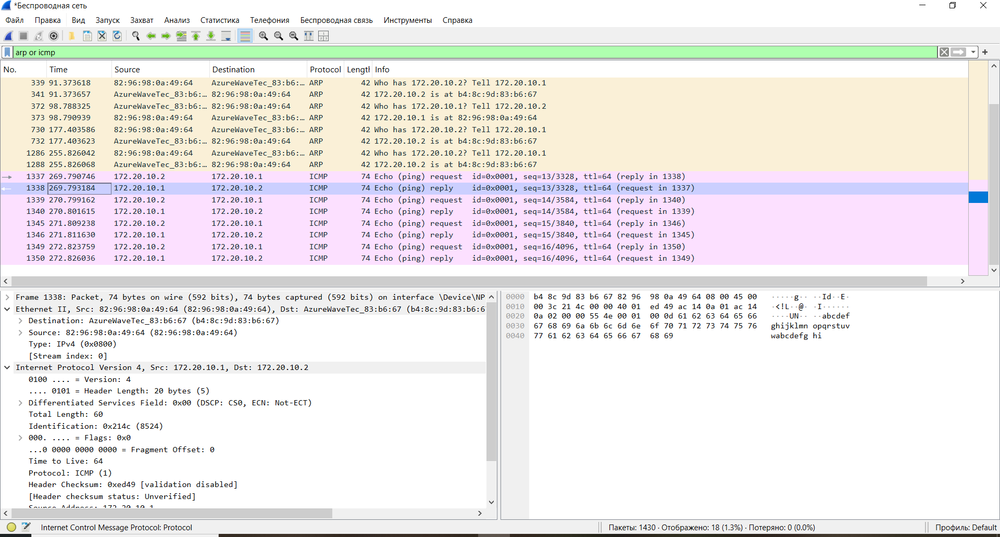 *Беспроводная сеть
Файл Правка Вид Запуск Захват Анализ Статистика Телефония Беспроводная связь Инструменты Справка
arp or icmp
No. Time Source Destination Protocol Lengtl Info
339 91.373618 82:96:98:0a:49:64 AzureWaveTec_83:b6:… ARP 42 Who has 172.20.10.2? Tell 172.20.10.1
341 91.373657 AzureWaveTec_83:b6:… 82:96:98:0a:49:64 ARP 42 172.20.10.2 is at b4:8c:9d:83:b6:67
372 98.788325 AzureWaveTec_83:b6:… 82:96:98:0a:49:64 ARP 42 Who has 172.20.10.1? Tell 172.20.10.2
373 98.790939 82:96:98:0a:49:64 AzureWaveTec_83:b6:… ARP 42 172.20.10.1 is at 82:96:98:0a:49:64
730 177.403586 82:96:98:0a:49:64 AzureWaveTec_83:b6:… ARP 42 Who has 172.20.10.2? Tell 172.20.10.1
732 177.403623 AzureWaveTec_83:b6:… 82:96:98:0a:49:64 ARP 42 172.20.10.2 is at b4:8c:9d:83:b6:67
1286 255.826042 82:96:98:0a:49:64 AzureWaveTec_83:b6:… ARP 42 Who has 172.20.10.2? Tell 172.20.10.1
1288 255.826068 AzureWaveTec_83:b6:… 82:96:98:0a:49:64 ARP 42 172.20.10.2 is at b4:8c:9d:83:b6:67
1337 269.790746 172.20.10.2 172.20.10.1 ICMP 74 Echo (ping) request id=0x0001, seq=13/3328, ttl=64 (reply in 1338)
1338 269.793184 172.20.10.1 172.20.10.2 ICMP 74 Echo (ping) reply id=0x0001, seq=13/3328, ttl=64 (request in 1337)
1339 270.799162 172.20.10.2 172.20.10.1 ICMP 74 Echo (ping) request id=0x0001, seq=14/3584, ttl=64 (reply in 1340)
1340 270.801615 172.20.10.1 172.20.10.2 ICMP 74 Echo (ping) reply id=0x0001, seq=14/3584, ttl=64 (request in 1339)
1345 271.809238 172.20.10.2 172.20.10.1 ICMP 74 Echo (ping) request id=0x0001, seq=15/3840, ttl=64 (reply in 1346)
1346 271.811630 172.20.10.1 172.20.10.2 ICMP 74 Echo (ping) reply id=0x0001, seq=15/3840, ttl=64 (request in 1345)
1349 272.823759 172.20.10.2 172.20.10.1 ICMP 74 Echo (ping) request id=0x0001, seq=16/4096, ttl=64 (reply in 1350)
1350 272.826036 172.20.10.1 172.20.10.2 ICMP 74 Echo (ping) reply id=0x0001, seq=16/4096, ttl=64 (request in 1349)
Frame 1338: Packet, 74 bytes on wire (592 bits), 74 bytes captured (592 bits) on interface \Device\NP
Ethernet II, Src: 82:96:98:0a:49:64 (82:96:98:0a:49:64), Dst: AzureWaveTec_83:b6:67 (b4:8c:9d:83:b6:6
Destination: AzureWaveTec_83:b6:67 (b4:8c:9d:83:b6:67)
Source: 82:96:98:0a:49:64 (82:96:98:0a:49:64)
Type: IPv4 (0x0800)
[Stream index: 0]
Internet Protocol Version 4, Src: 172.20.10.1, Dst: 172.20.10.2
0100 .... = Version: 4
.... 0101 = Header Length: 20 bytes (5)
Differentiated Services Field: 0x00 (DSCP: CS0, ECN: Not-ECT)
Total Length: 60
Identification: 0x214c (8524)
000. .... = Flags: 0x0
...0 0000 0000 0000 = Fragment Offset: 0
Time to Live: 64
Protocol: ICMP (1)
Header Checksum: 0xed49 [validation disabled]
[Header checksum status: Unverified]
Source Address: 172.20.10.1
0000 b4 8c 9d 83 b6 67 82 96 98 0a 49 64 08 00 45 00 ·····g·· ··Id··E·
0010 00 3c 21 4c 00 00 40 01 ed 49 ac 14 0a 01 ac 14 ·<!L··@· ·I······
0020 0a 02 00 00 55 4e 00 01 00 0d 61 62 63 64 65 66 ····UN·· ··abcdef
0030 67 68 69 6a 6b 6c 6d 6e 6f 70 71 72 73 74 75 76 ghijklmn opqrstuv
0040 77 61 62 63 64 65 66 67 68 69 wabcdefg hi
Internet Control Message Protocol: Protocol
Пакеты: 1430 · Отображено: 18 (1.3%) · Потеряно: 0 (0.0%)
Профиль: Default